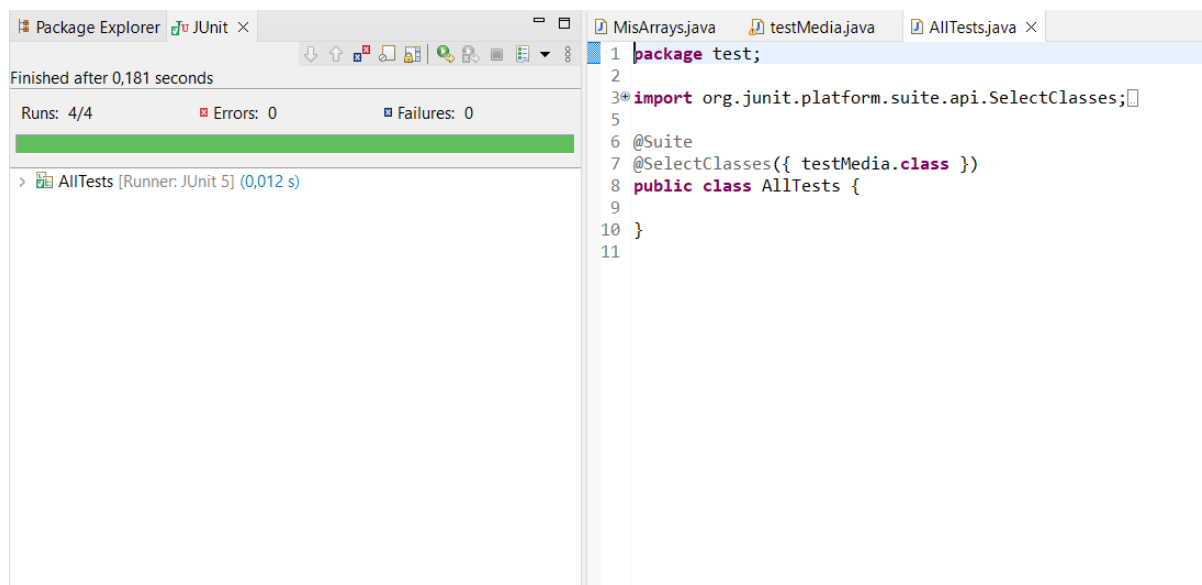 Package Explorer JUnit
Finished after 0,181 seconds
Runs: 4/4 Errors: 0 Failures: 0
AllTests [Runner: JUnit 5] (0,012 s)
MisArrays.java testMedia.java AllTests.java
1 package test;
2
3 import org.junit.platform.suite.api.SelectClasses;
5
6 @Suite
7 @SelectClasses({ testMedia.class })
8 public class AllTests {
9
10 }
11